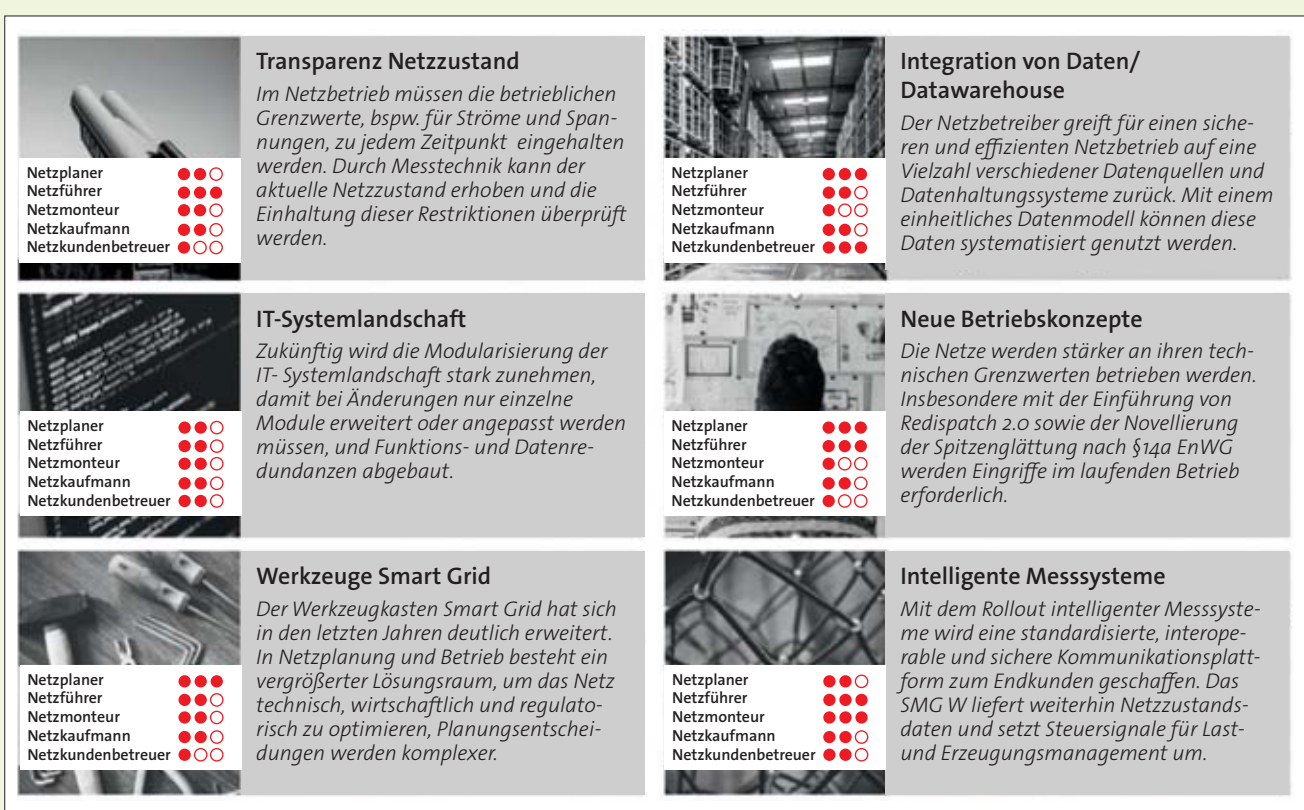 Transparenz Netzzustand
Im Netzbetrieb müssen die betrieblichen
Grenzwerte, bspw. für Ströme und Span-
nungen, zu jedem Zeitpunkt eingehalten
werden. Durch Messtechnik kann der
aktuelle Netzzustand erhoben und die
Einhaltung dieser Restriktionen überprüft
werden.
Netzplaner ●●○
Netzführer ●●●
Netzmonteur ●●○
Netzkaufmann ●●○
Netzkundenbetreuer ●○○
Integration von Daten/
Datawarehouse
Der Netzbetreiber greift für einen siche-
ren und effizienten Netzbetrieb auf eine
Vielzahl verschiedener Datenquellen und
Datenhaltungssysteme zurück. Mit einem
einheitliches Datenmodell können diese
Daten systematisiert genutzt werden.
Netzplaner ●●●
Netzführer ●●○
Netzmonteur ●○○
Netzkaufmann ●●○
Netzkundenbetreuer ●●●
IT-Systemlandschaft
Zukünftig wird die Modularisierung der
IT- Systemlandschaft stark zunehmen,
damit bei Änderungen nur einzelne
Module erweitert oder angepasst werden
müssen, und Funktions- und Datenre-
dundanzen abgebaut.
Netzplaner ●●○
Netzführer ●●○
Netzmonteur ●●○
Netzkaufmann ●●○
Netzkundenbetreuer ●●○
Neue Betriebskonzepte
Die Netze werden stärker an ihren tech-
nischen Grenzwerten betrieben werden.
Insbesondere mit der Einführung von
Redispatch 2.0 sowie der Novellierung
der Spitzenglättung nach §14a EnWG
werden Eingriffe im laufenden Betrieb
erforderlich.
Netzplaner ●●●
Netzführer ●●●
Netzmonteur ●○○
Netzkaufmann ●●○
Netzkundenbetreuer ●○○
Werkzeuge Smart Grid
Der Werkzeugkasten Smart Grid hat sich
in den letzten Jahren deutlich erweitert.
In Netzplanung und Betrieb besteht ein
vergrößerter Lösungsraum, um das Netz
technisch, wirtschaftlich und regulato-
risch zu optimieren, Planungsentschei-
dungen werden komplexer.
Netzplaner ●●●
Netzführer ●●○
Netzmonteur ●●○
Netzkaufmann ●●○
Netzkundenbetreuer ●○○
Intelligente Messsysteme
Mit dem Rollout intelligenter Messsyste-
me wird eine standardisierte, interope-
rable und sichere Kommunikationsplatt-
form zum Endkunden geschaffen. Das
SMG W liefert weiterhin Netzzustands-
daten und setzt Steuersignale für Last-
und Erzeugungsmanagement um.
Netzplaner ●●○
Netzführer ●●●
Netzmonteur ●●●
Netzkaufmann ●●○
Netzkundenbetreuer ●●○